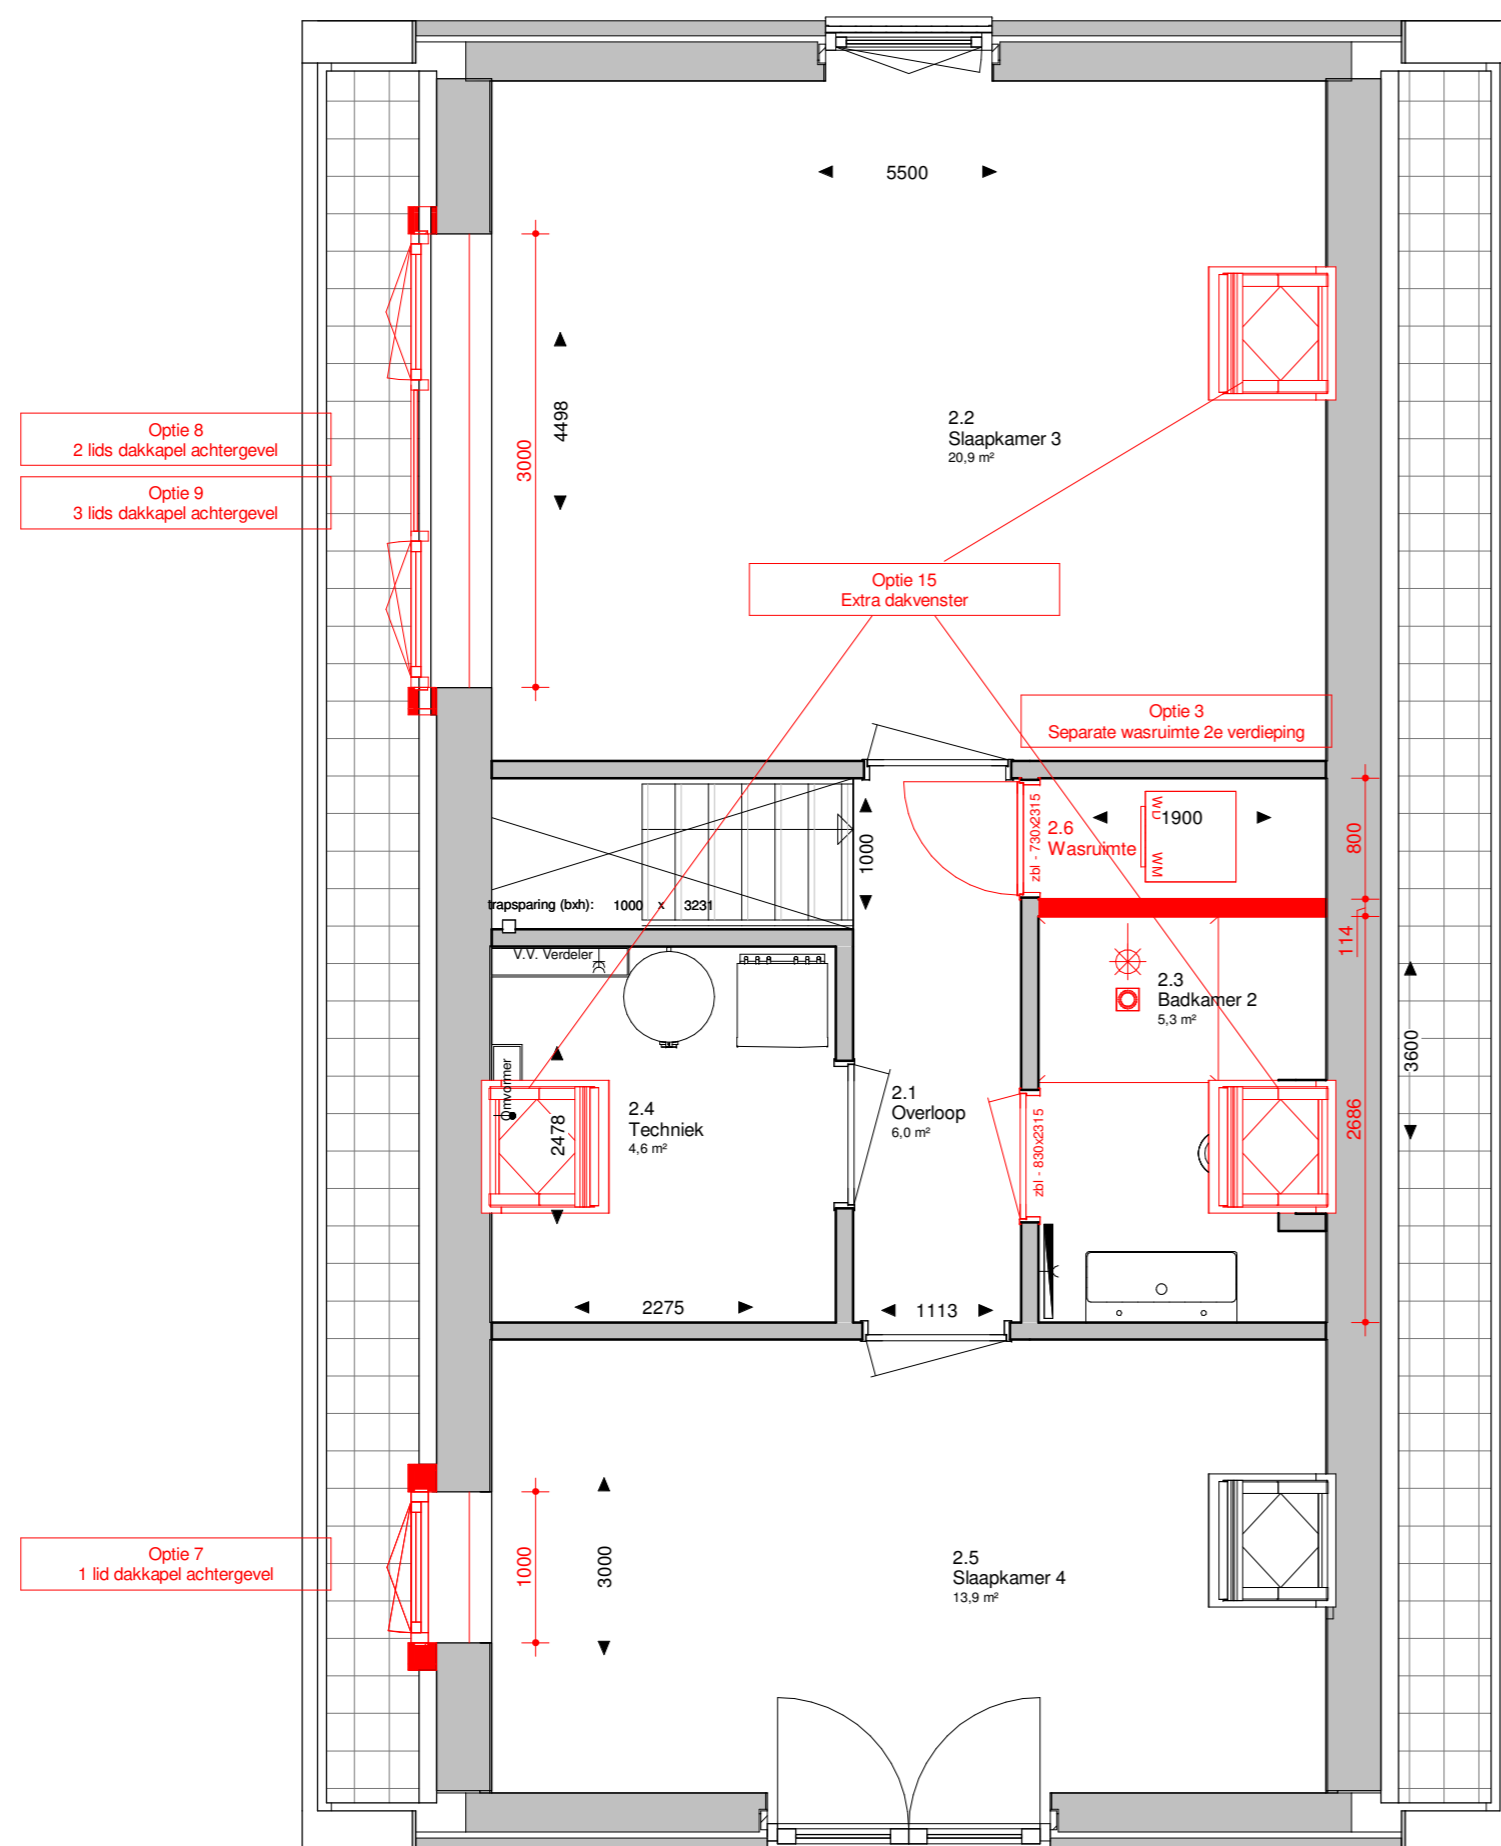 5500
4498
3000
2.2
Slaapkamer 3
20,9 m²
Optie 8
2 lids dakkapel achtergevel
Optie 9
3 lids dakkapel achtergevel
Optie 15
Extra dakvenster
Optie 3
Separate wasruimte 2e verdieping
1000
zbl - 730x2315
2.6
Wasruimte
WD
1900
WM
800
trapsparing (bxh): 1000 x 3231
V.V. Verdeler
114
2.3
Badkamer 2
5,3 m²
3600
Omvormer
2478
2.4
Techniek
4,6 m²
2.1
Overloop
6,0 m²
zbl - 830x2315
2686
2275
1113
Optie 7
1 lid dakkapel achtergevel
1000
3000
2.5
Slaapkamer 4
13,9 m²